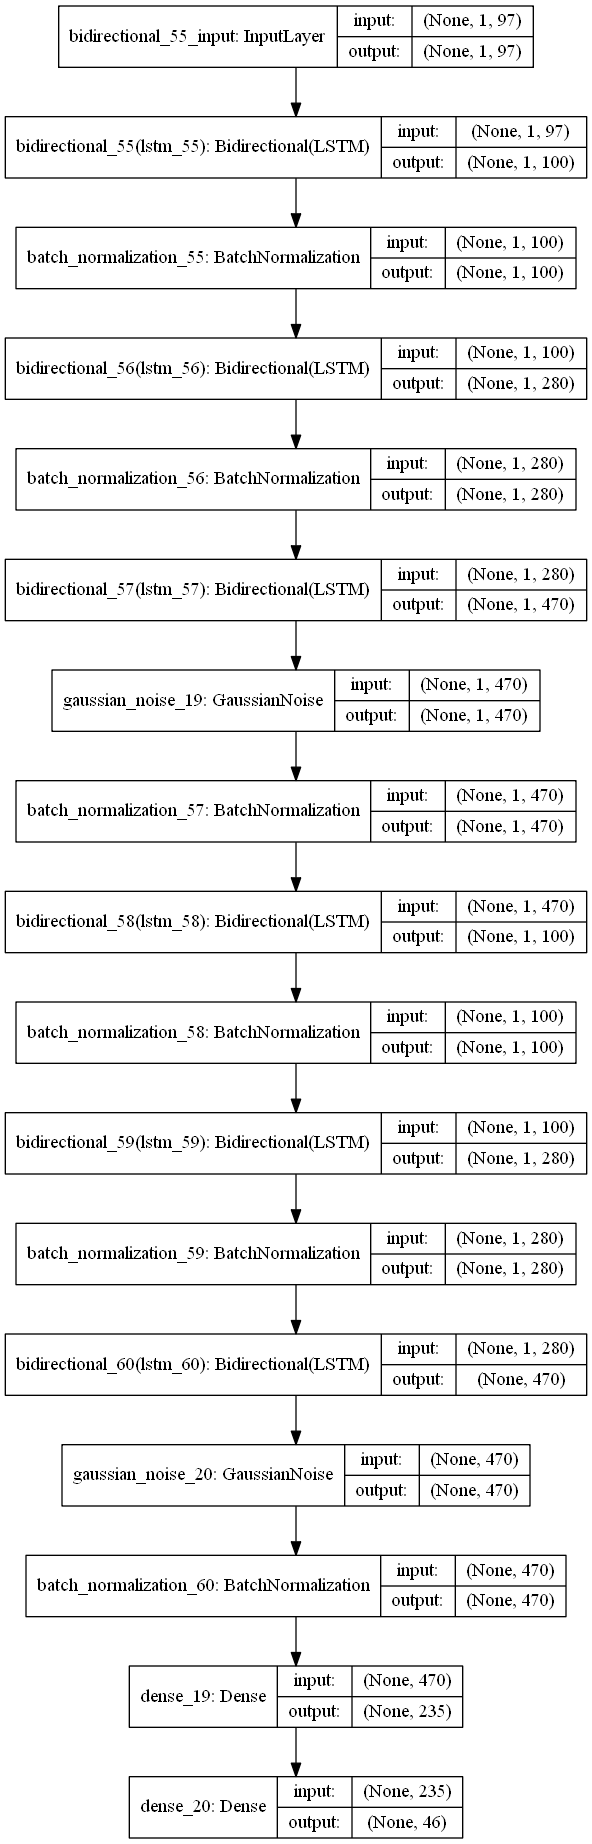 bidirectional_55_input: InputLayer
input: (None, 1, 97)
output: (None, 1, 97)
bidirectional_55(lstm_55): Bidirectional(LSTM)
input: (None, 1, 97)
output: (None, 1, 100)
batch_normalization_55: BatchNormalization
input: (None, 1, 100)
output: (None, 1, 100)
bidirectional_56(lstm_56): Bidirectional(LSTM)
input: (None, 1, 100)
output: (None, 1, 280)
batch_normalization_56: BatchNormalization
input: (None, 1, 280)
output: (None, 1, 280)
bidirectional_57(lstm_57): Bidirectional(LSTM)
input: (None, 1, 280)
output: (None, 1, 470)
gaussian_noise_19: GaussianNoise
input: (None, 1, 470)
output: (None, 1, 470)
batch_normalization_57: BatchNormalization
input: (None, 1, 470)
output: (None, 1, 470)
bidirectional_58(lstm_58): Bidirectional(LSTM)
input: (None, 1, 470)
output: (None, 1, 100)
batch_normalization_58: BatchNormalization
input: (None, 1, 100)
output: (None, 1, 100)
bidirectional_59(lstm_59): Bidirectional(LSTM)
input: (None, 1, 100)
output: (None, 1, 280)
batch_normalization_59: BatchNormalization
input: (None, 1, 280)
output: (None, 1, 280)
bidirectional_60(lstm_60): Bidirectional(LSTM)
input: (None, 1, 280)
output: (None, 470)
gaussian_noise_20: GaussianNoise
input: (None, 470)
output: (None, 470)
batch_normalization_60: BatchNormalization
input: (None, 470)
output: (None, 470)
dense_19: Dense
input: (None, 470)
output: (None, 235)
dense_20: Dense
input: (None, 235)
output: (None, 46)